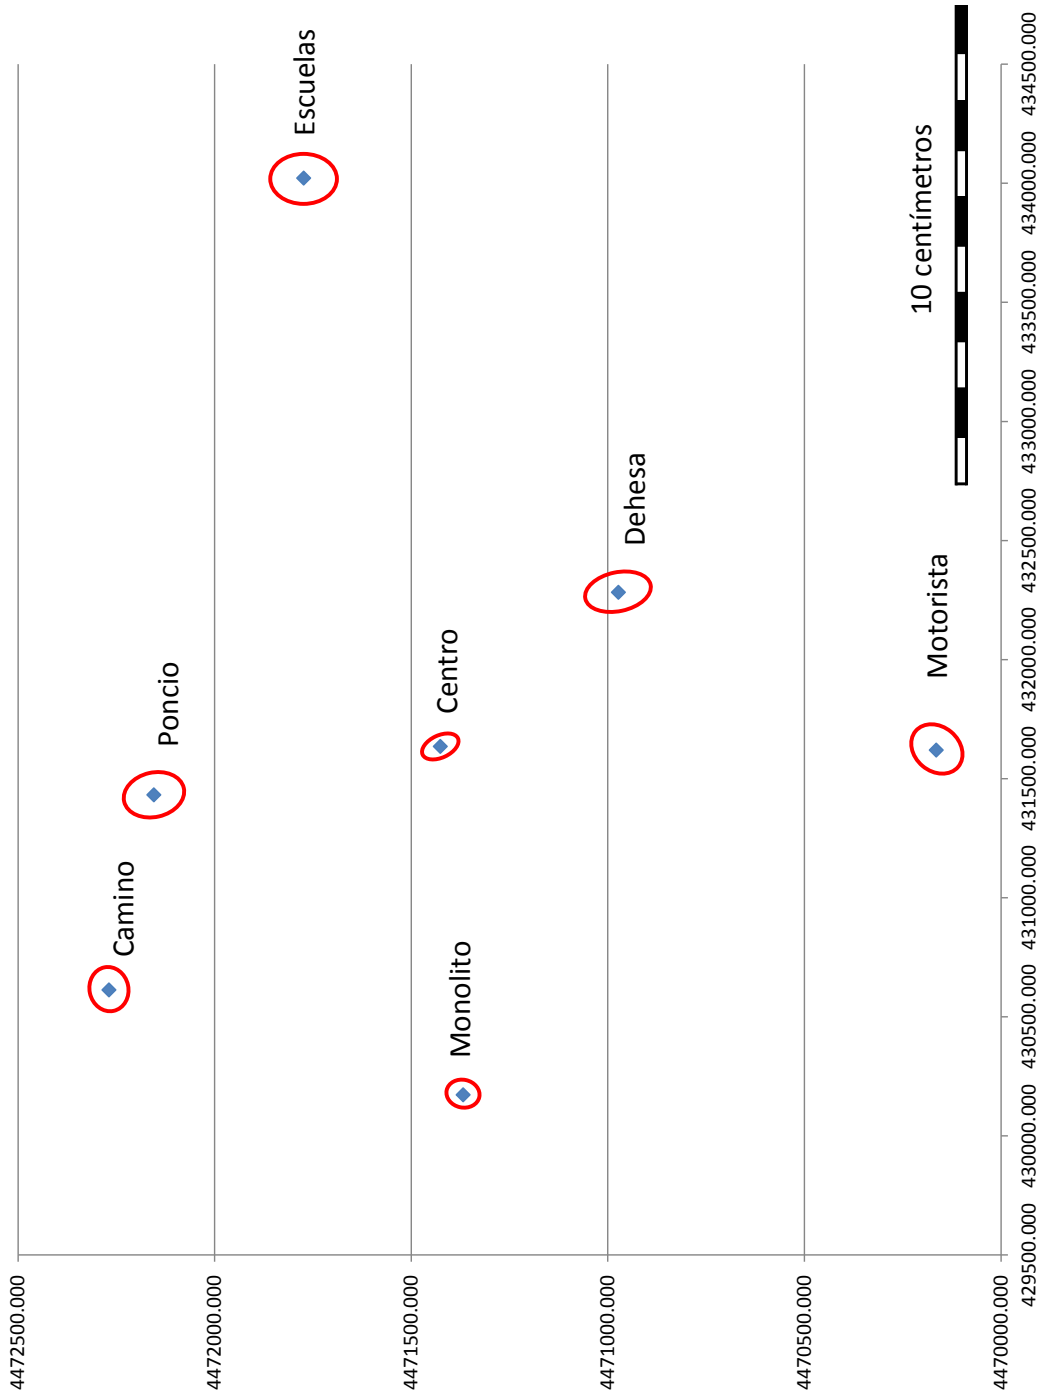 4472500.000
4472000.000
4471500.000
4471000.000
4470500.000
4470000.000
429500.000
430000.000
430500.000
431000.000
431500.000
432000.000
432500.000
433000.000
433500.000
434000.000
434500.000
Camino
Poncio
Escuelas
Monolito
Centro
Dehesa
Motorista
10 centímetros